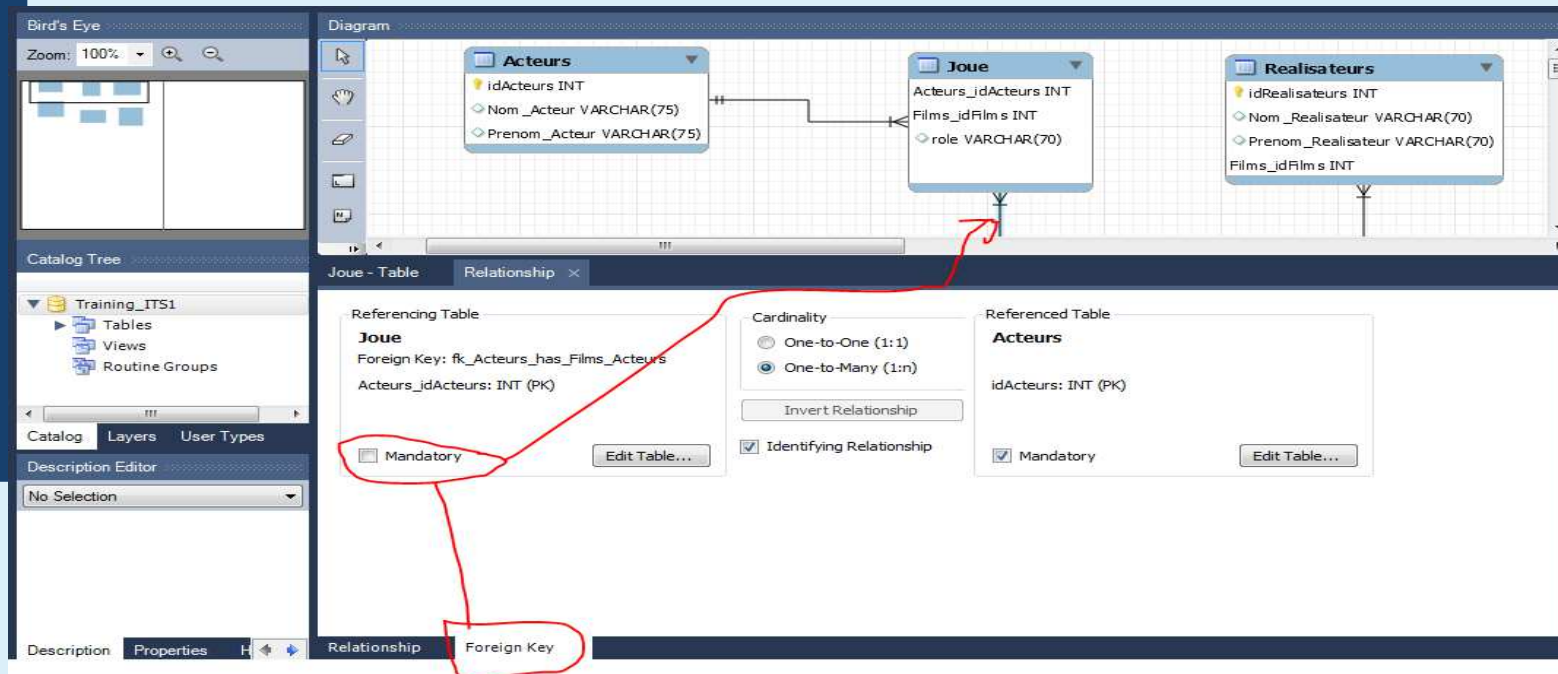 Bird's Eye
Zoom: 100%
Catalog Tree
Training_ITS1
Tables
Views
Routine Groups
Catalog Layers User Types
Description Editor
No Selection
Description Properties H
Diagram
Acteurs
idActeurs INT
Nom_Acteur VARCHAR(75)
Prenom_Acteur VARCHAR(75)
Joue
Acteurs_idActeurs INT
Films_idFilms INT
role VARCHAR(70)
Realisateurs
idRealisateurs INT
Nom_Realisateur VARCHAR(70)
Prenom_Realisateur VARCHAR(70)
Films_idFilms INT
Joue - Table Relationship
Referencing Table
Joue
Foreign Key: fk_Acteurs_has_Films_Acteurs
Acteurs_idActeurs: INT (PK)
Mandatory Edit Table...
Cardinality
One-to-One (1:1)
One-to-Many (1:n)
Invert Relationship
Identifying Relationship
Referenced Table
Acteurs
idActeurs: INT (PK)
Mandatory Edit Table...
Relationship Foreign Key